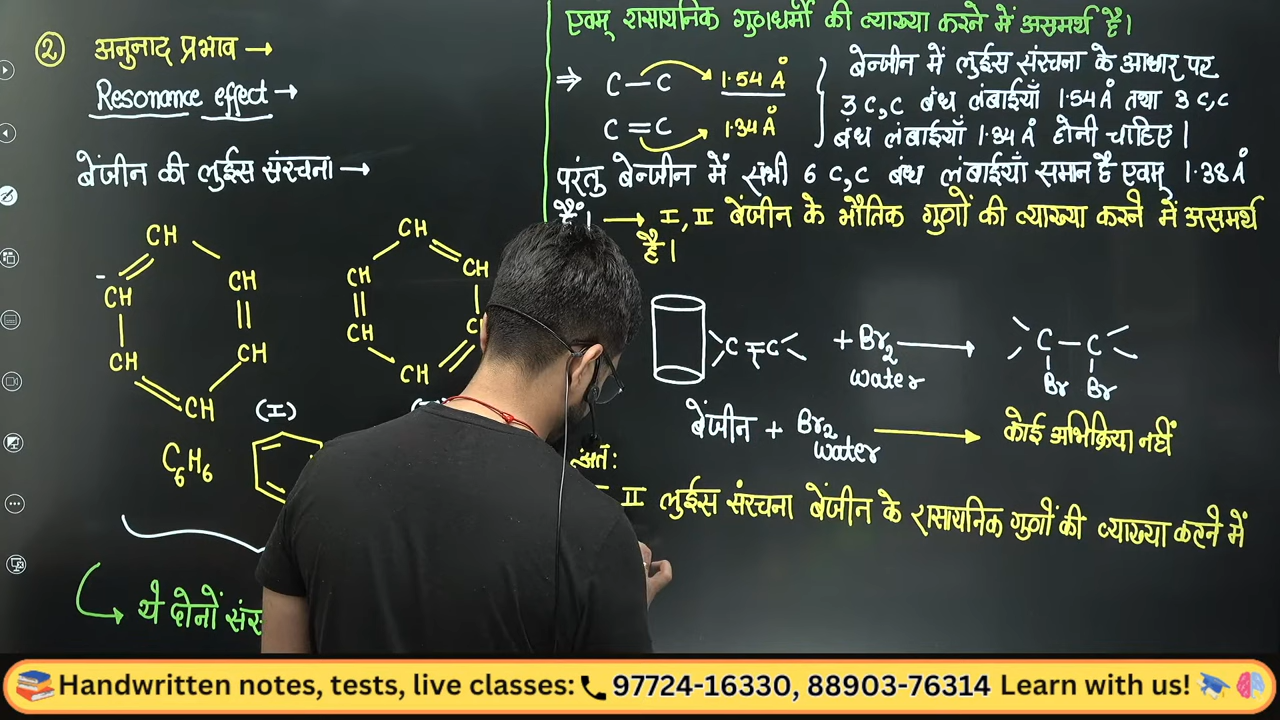 ② अनुनाद प्रभाव →
Resonance effect →
बेंजीन की लुईस संरचना →
CH
CH
CH
CH
CH
CH
(I)
C6H6
CH
CH
CH
CH
CH
ये दोनों
एवम् रासायनिक गुणधर्मो की व्याख्या करने में असमर्थ है।
⇒ C – C 1.54 Å
C = C 1.34 Å
बेन्जीन में लुईस संरचना के आधार पर
3 C,C बंध लंबाईयाँ 1.54 Å तथा 3 C,C
बंध लंबाईयाँ 1.34 Å होनी चाहिए।
परंतु बेन्जीन में सभी 6 C,C बंध लंबाईयाँ समान है एवम् 1.38 Å
हैं। → I, II बेंजीन के भौतिक गुणों की व्याख्या करने में असमर्थ
है।
C = C + Br2 water → C – C
Br Br
बेंजीन + Br2 water → कोई अभिक्रिया नहीं
अतः
II लुईस संरचना बेंजीन के रासायनिक गुणों की व्याख्या करने में
Handwritten notes, tests, live classes: 97724-16330, 88903-76314 Learn with us!